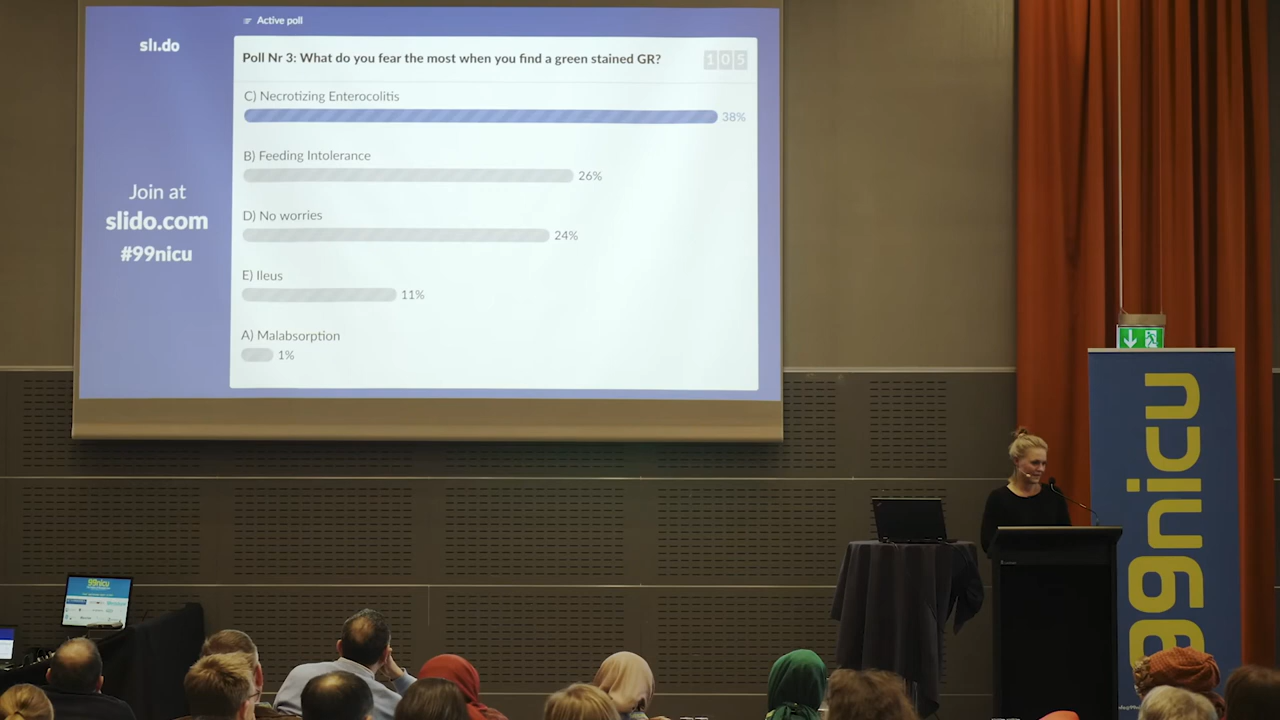 sli.do
Active poll
Poll Nr 3: What do you fear the most when you find a green stained GR?
105
C) Necrotizing Enterocolitis
38%
B) Feeding Intolerance
26%
D) No worries
24%
E) Ileus
11%
A) Malabsorption
1%
Join at
slido.com
#99nicu
99nicu
99nicu